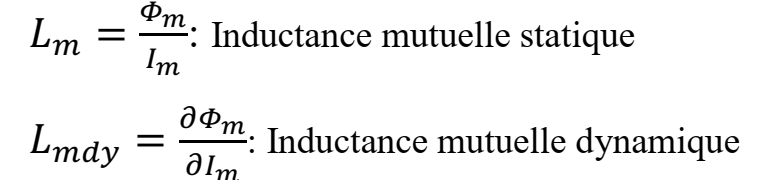 L_m = Φ_m / I_m : Inductance mutuelle statique
L_mdy = ∂Φ_m / ∂I_m : Inductance mutuelle dynamique